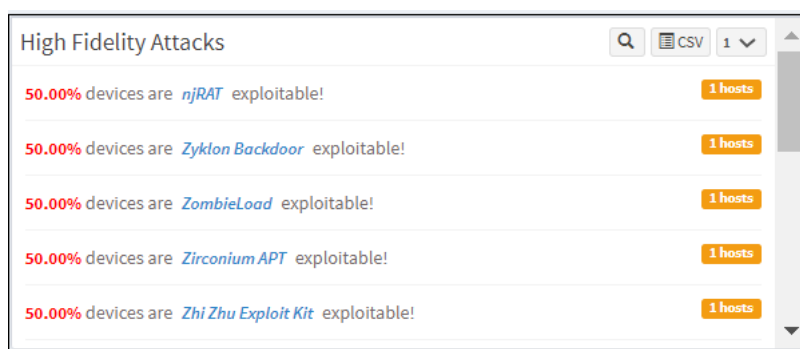 High Fidelity Attacks CSV 1
50.00% devices are njRAT exploitable! 1 hosts
50.00% devices are Zyklon Backdoor exploitable! 1 hosts
50.00% devices are ZombieLoad exploitable! 1 hosts
50.00% devices are Zirconium APT exploitable! 1 hosts
50.00% devices are Zhi Zhu Exploit Kit exploitable! 1 hosts